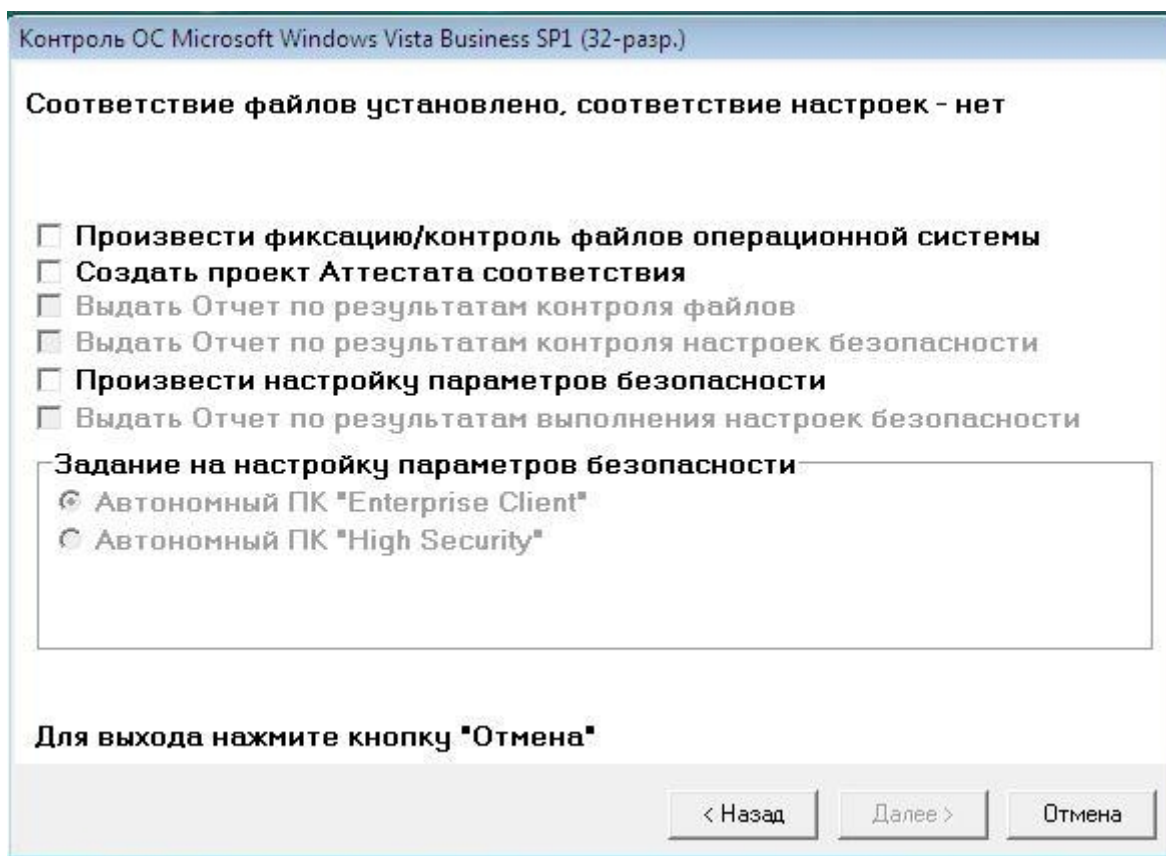 Контроль ОС Microsoft Windows Vista Business SP1 (32-разр.)
Соответствие файлов установлено, соответствие настроек - нет
Произвести фиксацию/контроль файлов операционной системы
Создать проект Аттестата соответствия
Выдать Отчет по результатам контроля файлов
Выдать Отчет по результатам контроля настроек безопасности
Произвести настройку параметров безопасности
Выдать Отчет по результатам выполнения настроек безопасности
Задание на настройку параметров безопасности
Автономный ПК "Enterprise Client"
Автономный ПК "High Security"
Для выхода нажмите кнопку "Отмена"
< Назад Далее > Отмена